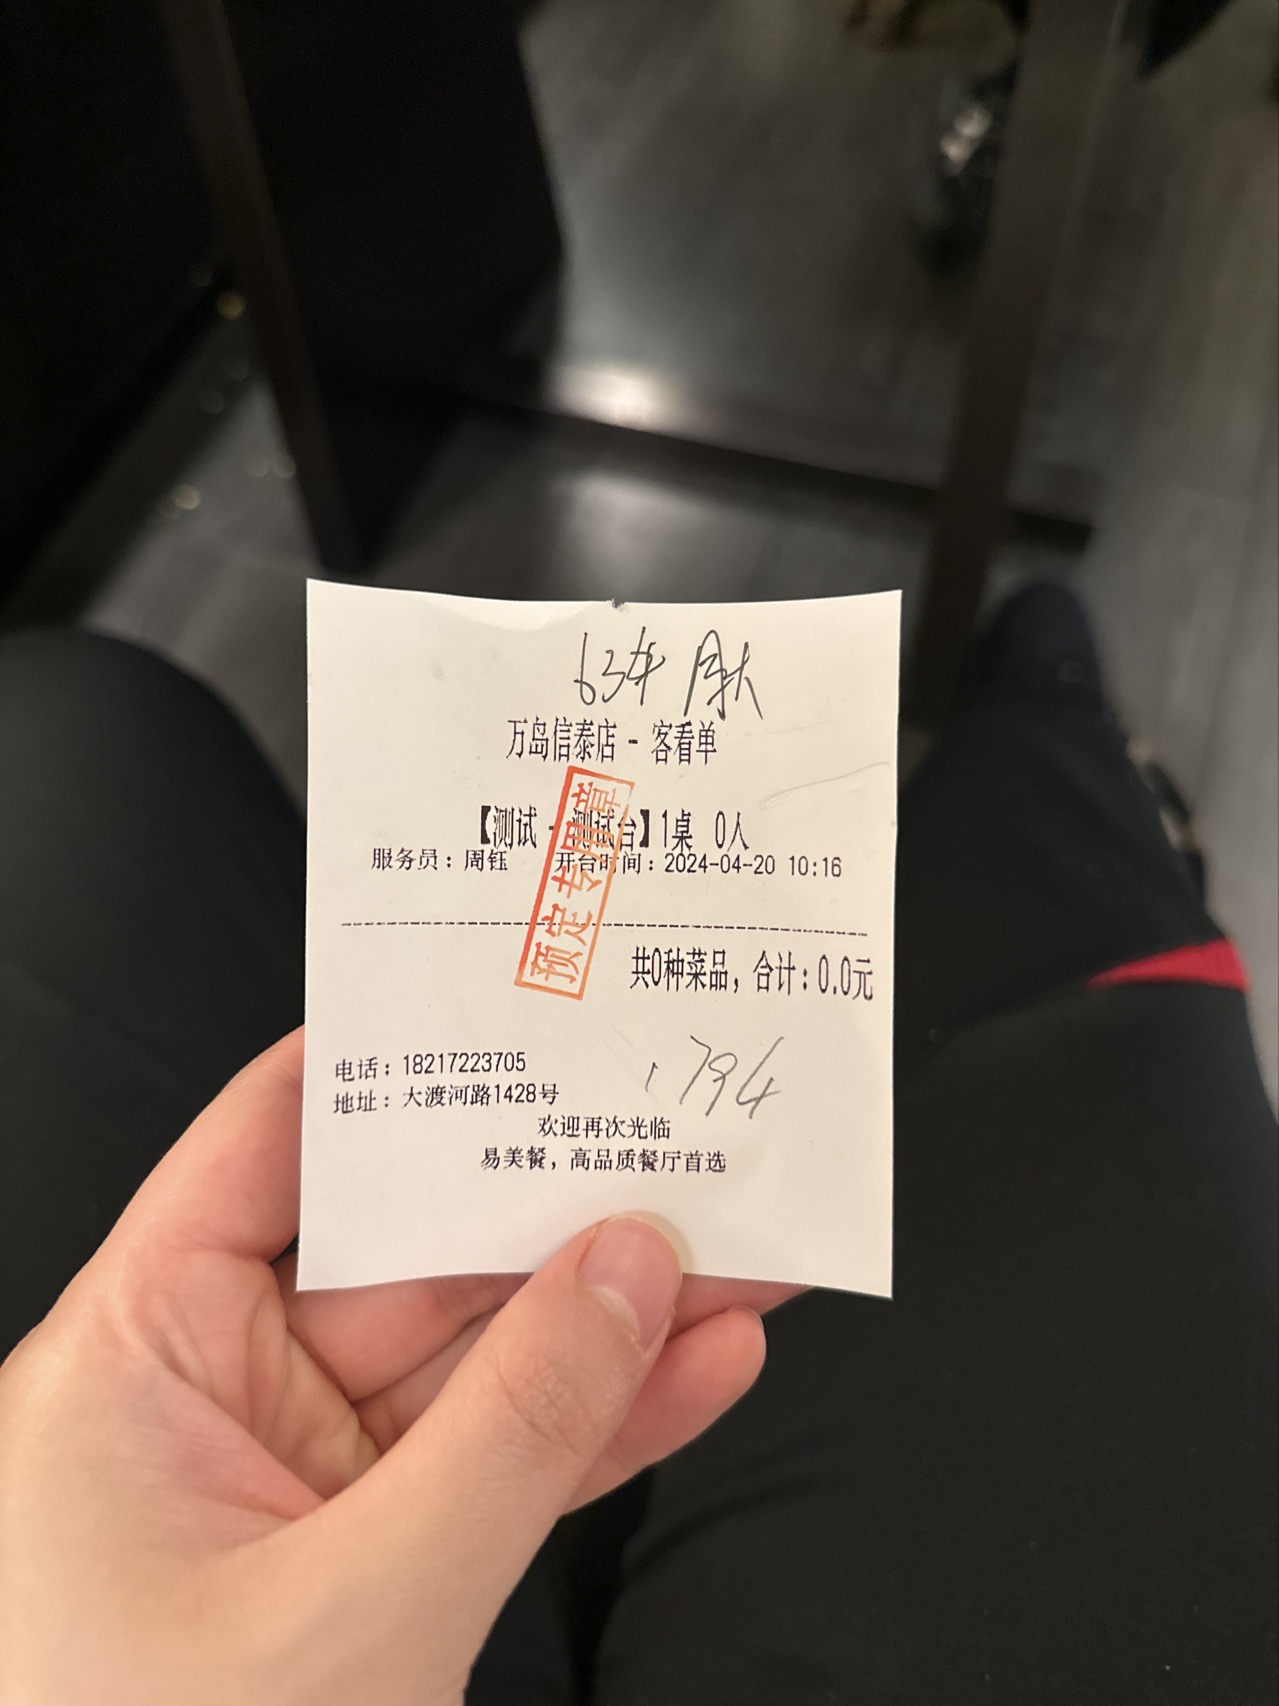 万岛信泰店 - 客看单
【测试 - 测试台】1桌 0人
服务员: 周钰 开台时间: 2024-04-20 10:16
预定专用章
共0种菜品, 合计: 0.0元
794
电话: 18217223705
地址: 大渡河路1428号
欢迎再次光临
易美餐, 高品质餐厅首选